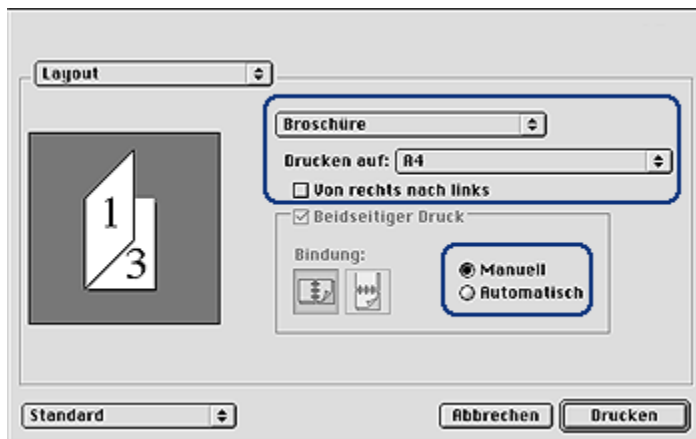 Layout
Broschüre
Drucken auf: A4
Von rechts nach links
1
3
Beidseitiger Druck
Bindung:
Manuell
Automatisch
Standard
Abbrechen
Drucken